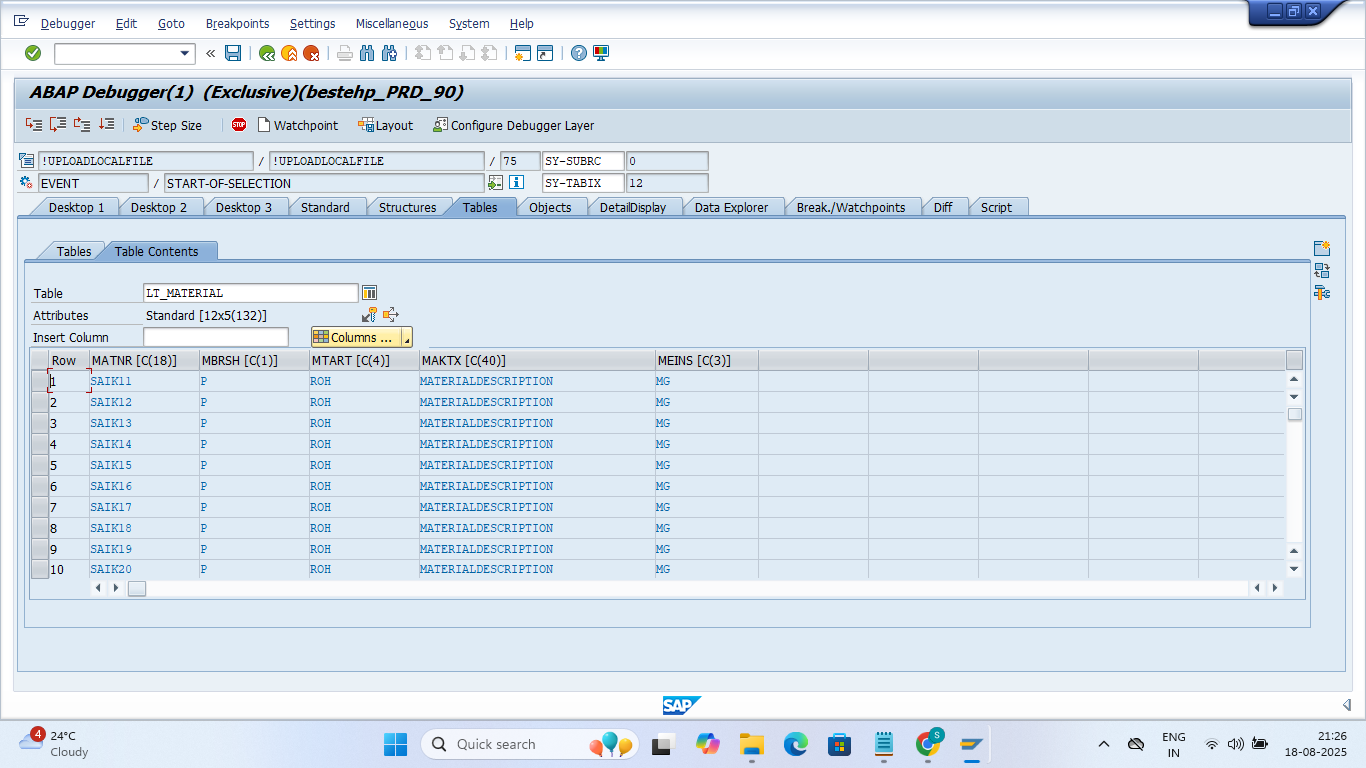 Debugger Edit Goto Breakpoints Settings Miscellaneous System Help
ABAP Debugger(1) (Exclusive)(bestehp_PRD_90)
Step Size STOP Watchpoint Layout Configure Debugger Layer
!UPLOADLOCALFILE / !UPLOADLOCALFILE / 75 SY-SUBRC 0
EVENT / START-OF-SELECTION SY-TABIX 12
Desktop 1 Desktop 2 Desktop 3 Standard Structures Tables Objects DetailDisplay Data Explorer Break./Watchpoints Diff Script
Tables Table Contents
Table LT_MATERIAL
Attributes Standard [12x5(132)]
Insert Column Columns ...
Row MATNR [C(18)] MBRSH [C(1)] MTART [C(4)] MAKTX [C(40)] MEINS [C(3)]
1 SAIK11 P ROH MATERIALDESCRIPTION MG
2 SAIK12 P ROH MATERIALDESCRIPTION MG
3 SAIK13 P ROH MATERIALDESCRIPTION MG
4 SAIK14 P ROH MATERIALDESCRIPTION MG
5 SAIK15 P ROH MATERIALDESCRIPTION MG
6 SAIK16 P ROH MATERIALDESCRIPTION MG
7 SAIK17 P ROH MATERIALDESCRIPTION MG
8 SAIK18 P ROH MATERIALDESCRIPTION MG
9 SAIK19 P ROH MATERIALDESCRIPTION MG
10 SAIK20 P ROH MATERIALDESCRIPTION MG
SAP
4 24°C
Cloudy
Quick search
S
ENG
IN
21:26
18-08-2025